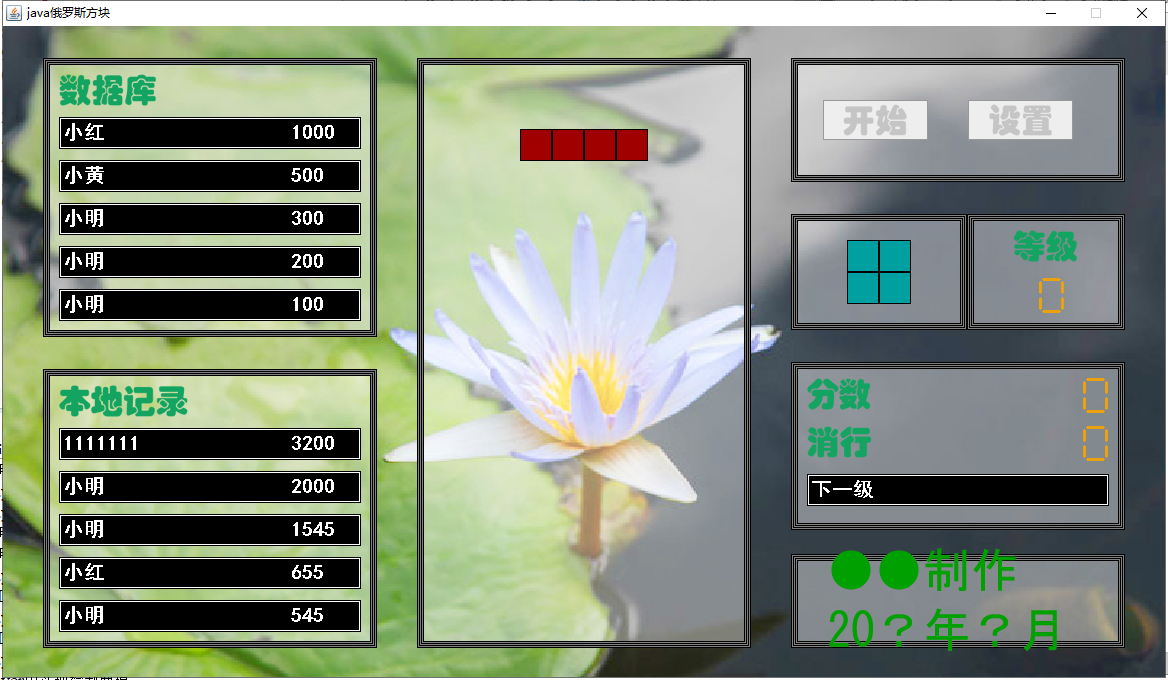 java俄罗斯方块
数据库
小红 1000
小黄 500
小明 300
小明 200
小明 100
本地记录
1111111 3200
小明 2000
小明 1545
小红 655
小明 545
开始 设置
等级
0
分数 0
消行 0
下一级
●●制作
20？年？月